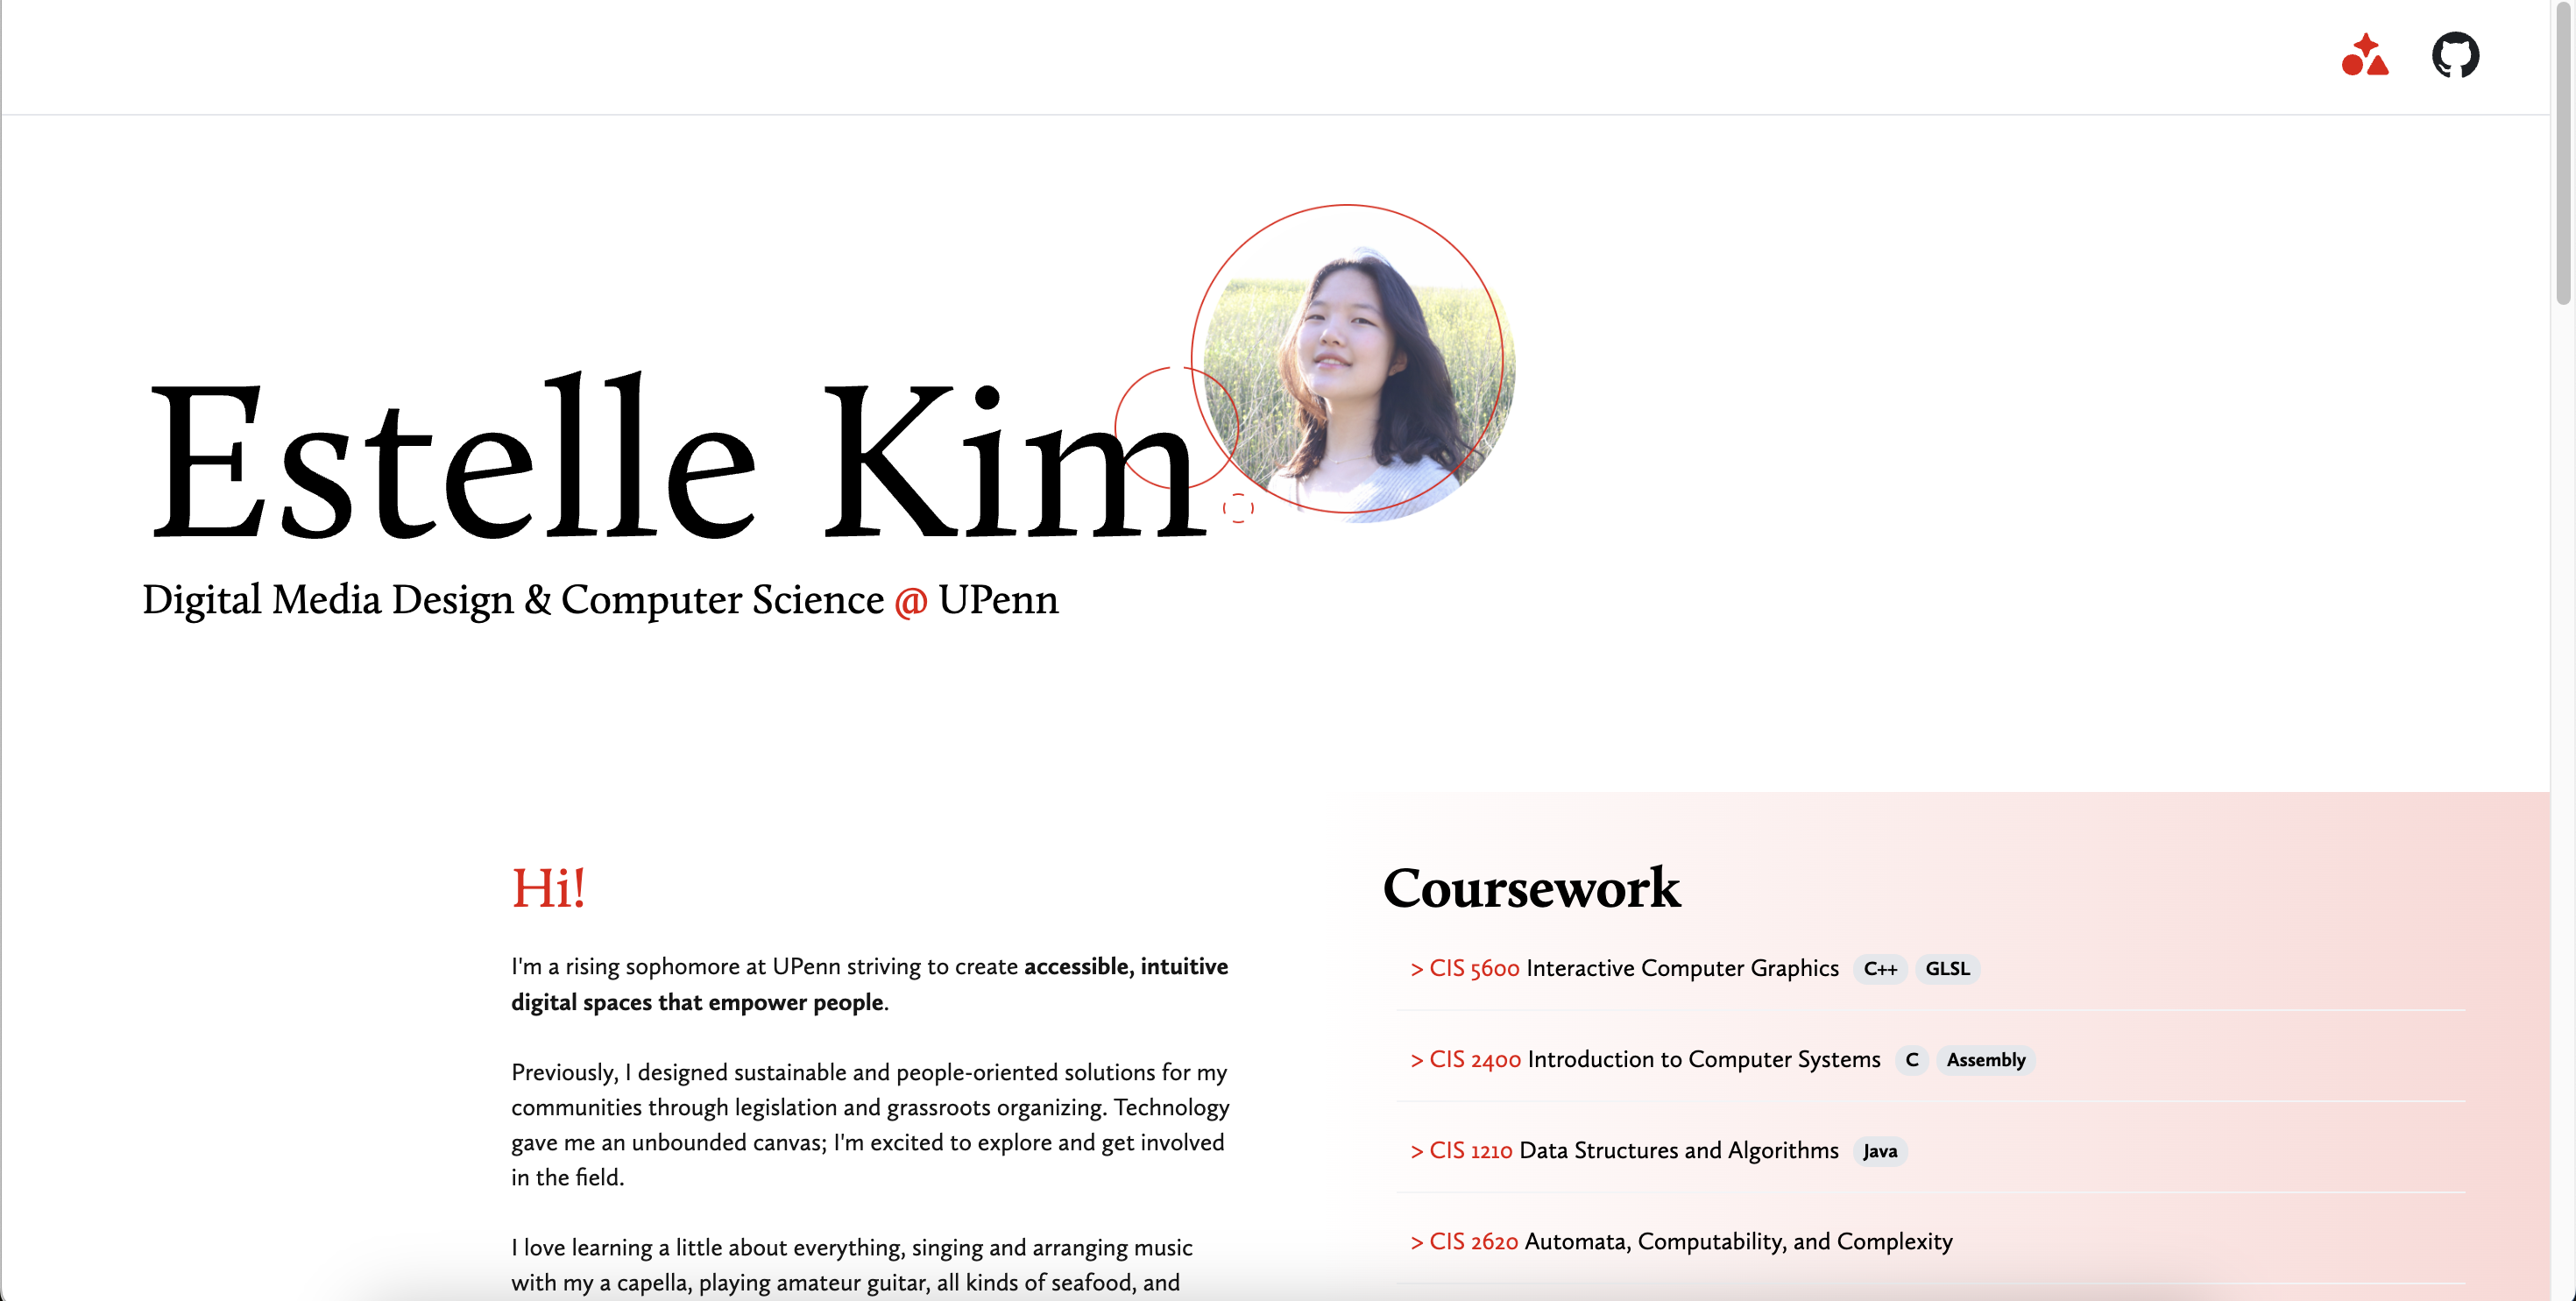 Estelle Kim
Digital Media Design & Computer Science @ UPenn
Hi!
I'm a rising sophomore at UPenn striving to create accessible, intuitive
digital spaces that empower people.
Previously, I designed sustainable and people-oriented solutions for my
communities through legislation and grassroots organizing. Technology
gave me an unbounded canvas; I'm excited to explore and get involved
in the field.
I love learning a little about everything, singing and arranging music
with my a capella, playing amateur guitar, all kinds of seafood, and
Coursework
> CIS 5600 Interactive Computer Graphics C++ GLSL
> CIS 2400 Introduction to Computer Systems C Assembly
> CIS 1210 Data Structures and Algorithms Java
> CIS 2620 Automata, Computability, and Complexity